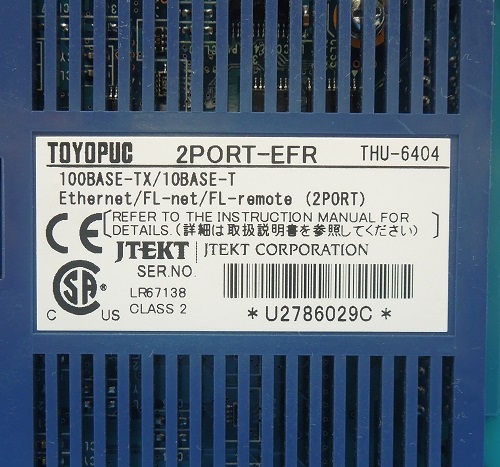 TOYOPUC 2PORT-EFR THU-6404
100BASE-TX/10BASE-T
Ethernet/FL-net/FL-remote (2PORT)
CE
REFER TO THE INSTRUCTION MANUAL FOR
DETAILS. (詳細は取扱説明書を参照してください)
JTEKT JTEKT CORPORATION
SER.NO.
SA ®
C US
LR67138
CLASS 2
*U2786029C*